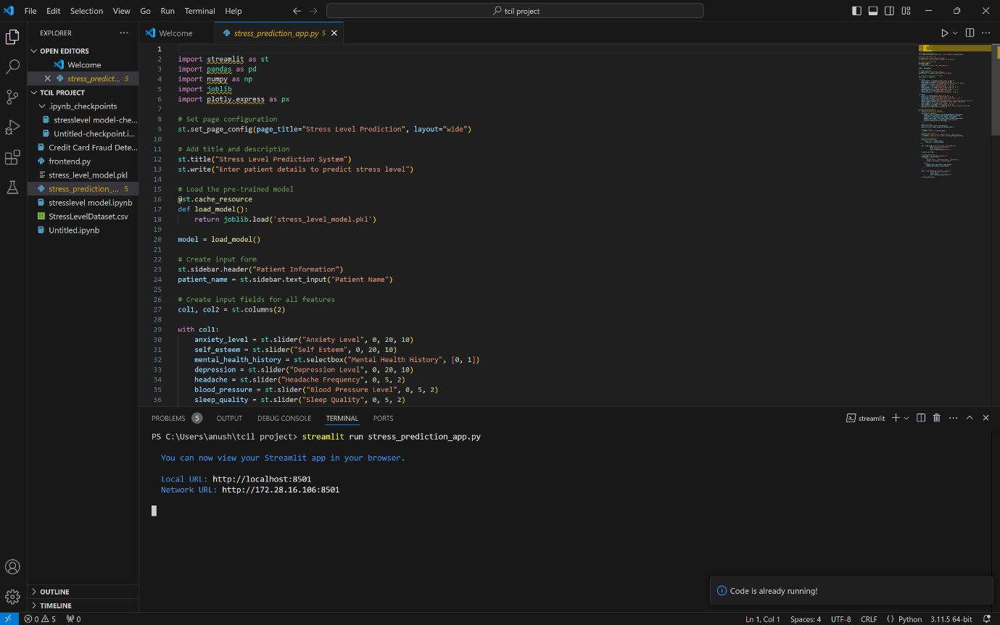 File Edit Selection View Go Run Terminal Help
tcil project
EXPLORER
OPEN EDITORS
Welcome
stress_predict... 5
TCIL PROJECT
.ipynb_checkpoints
stresslevel model-che...
Untitled-checkpoint.i...
Credit Card Fraud Dete...
frontend.py
stress_level_model.pkl
stress_prediction_... 5
stresslevel model.ipynb
StressLevelDataset.csv
Untitled.ipynb
OUTLINE
TIMELINE
Welcome
stress_prediction_app.py 5
1
2 import streamlit as st
3 import pandas as pd
4 import numpy as np
5 import joblib
6 import plotly.express as px
7
8 # Set page configuration
9 st.set_page_config(page_title="Stress Level Prediction", layout="wide")
10
11 # Add title and description
12 st.title("Stress Level Prediction System")
13 st.write("Enter patient details to predict stress level")
14
15 # Load the pre-trained model
16 @st.cache_resource
17 def load_model():
18 return joblib.load('stress_level_model.pkl')
19
20 model = load_model()
21
22 # Create input form
23 st.sidebar.header("Patient Information")
24 patient_name = st.sidebar.text_input("Patient Name")
25
26 # Create input fields for all features
27 col1, col2 = st.columns(2)
28
29 with col1:
30 anxiety_level = st.slider("Anxiety Level", 0, 20, 10)
31 self_esteem = st.slider("Self Esteem", 0, 20, 10)
32 mental_health_history = st.selectbox("Mental Health History", [0, 1])
33 depression = st.slider("Depression Level", 0, 20, 10)
34 headache = st.slider("Headache Frequency", 0, 5, 2)
35 blood_pressure = st.slider("Blood Pressure Level", 0, 5, 2)
36 sleep_quality = st.slider("Sleep Quality", 0, 5, 2)
PROBLEMS 5 OUTPUT DEBUG CONSOLE TERMINAL PORTS
streamlit
PS C:\Users\anush\tcil project> streamlit run stress_prediction_app.py
You can now view your Streamlit app in your browser.
Local URL: http://localhost:8501
Network URL: http://172.28.16.106:8501
Code is already running!
0 5 0
Ln 1, Col 1 Spaces: 4 UTF-8 CRLF {} Python 3.11.5 64-bit